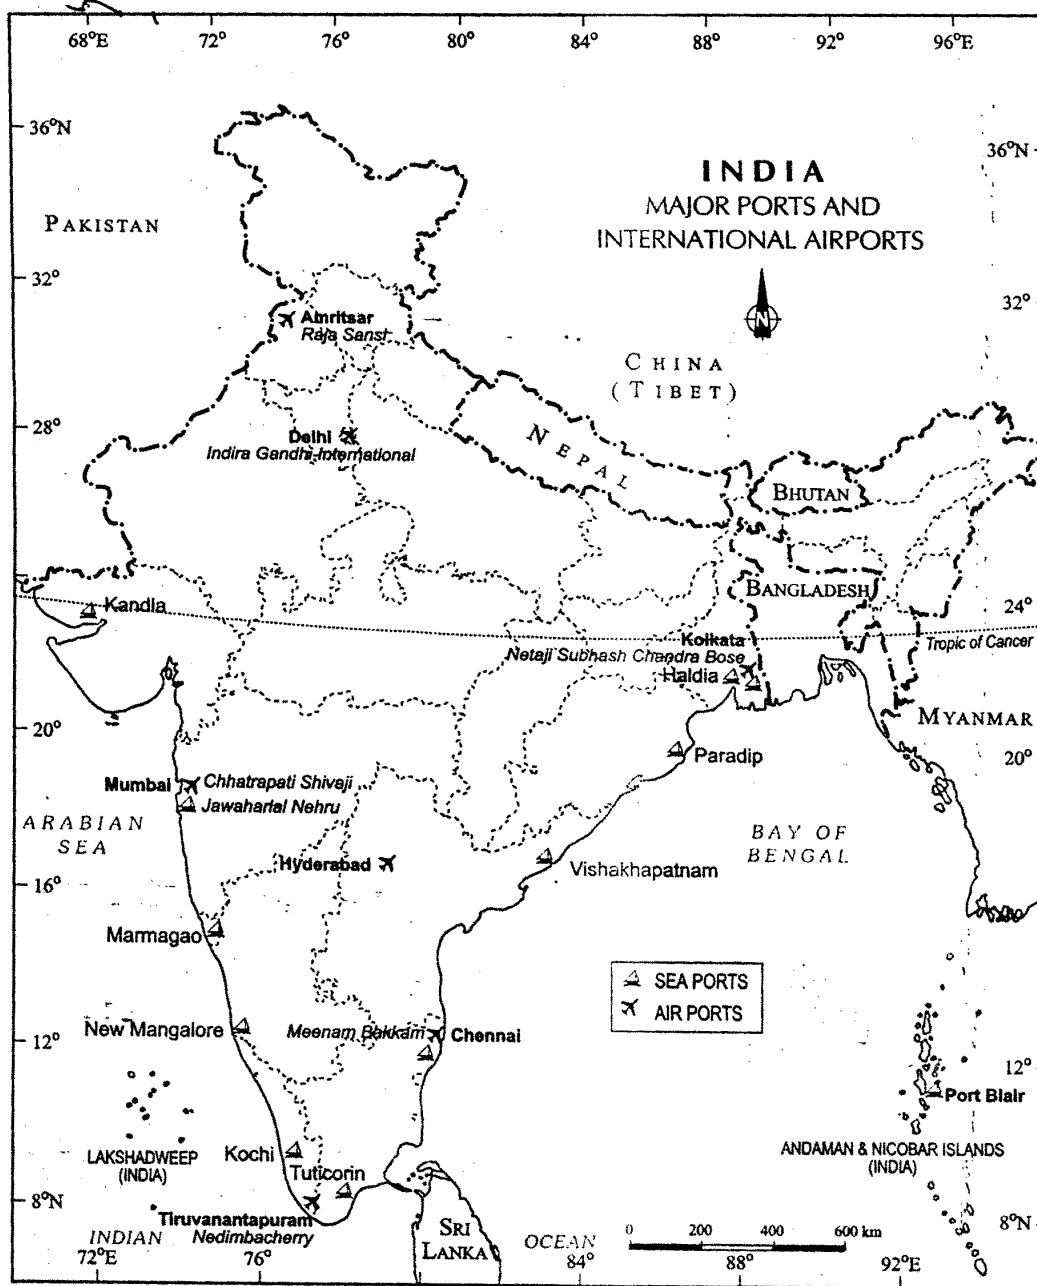 68°E 72° 76° 80° 84° 88° 92° 96°E
36°N
36°N
INDIA
MAJOR PORTS AND
INTERNATIONAL AIRPORTS
PAKISTAN
32°
32°
N
Amritsar
Raja Sansi
CHINA
(TIBET)
28°
Delhi
Indira Gandhi International
NEPAL
BHUTAN
BANGLADESH
Kandla
24°
Tropic of Cancer
Kolkata
Netaji Subhash Chandra Bose
Haldia
MYANMAR
20°
20°
Paradip
Mumbai
Chhatrapati Shivaji
Jawaharlal Nehru
ARABIAN
SEA
BAY OF
BENGAL
Hyderabad
Vishakhapatnam
16°
Marmagao
SEA PORTS
AIR PORTS
New Mangalore
Meenam Bakkam
Chennai
12°
12°
Port Blair
LAKSHADWEEP
(INDIA)
Kochi
Tuticorin
ANDAMAN & NICOBAR ISLANDS
(INDIA)
8°N
8°N
Tiruvanantapuram
Nedimbacherry
SRI
LANKA
INDIAN
OCEAN
0 200 400 600 km
72°E 76° 84° 88° 92°E